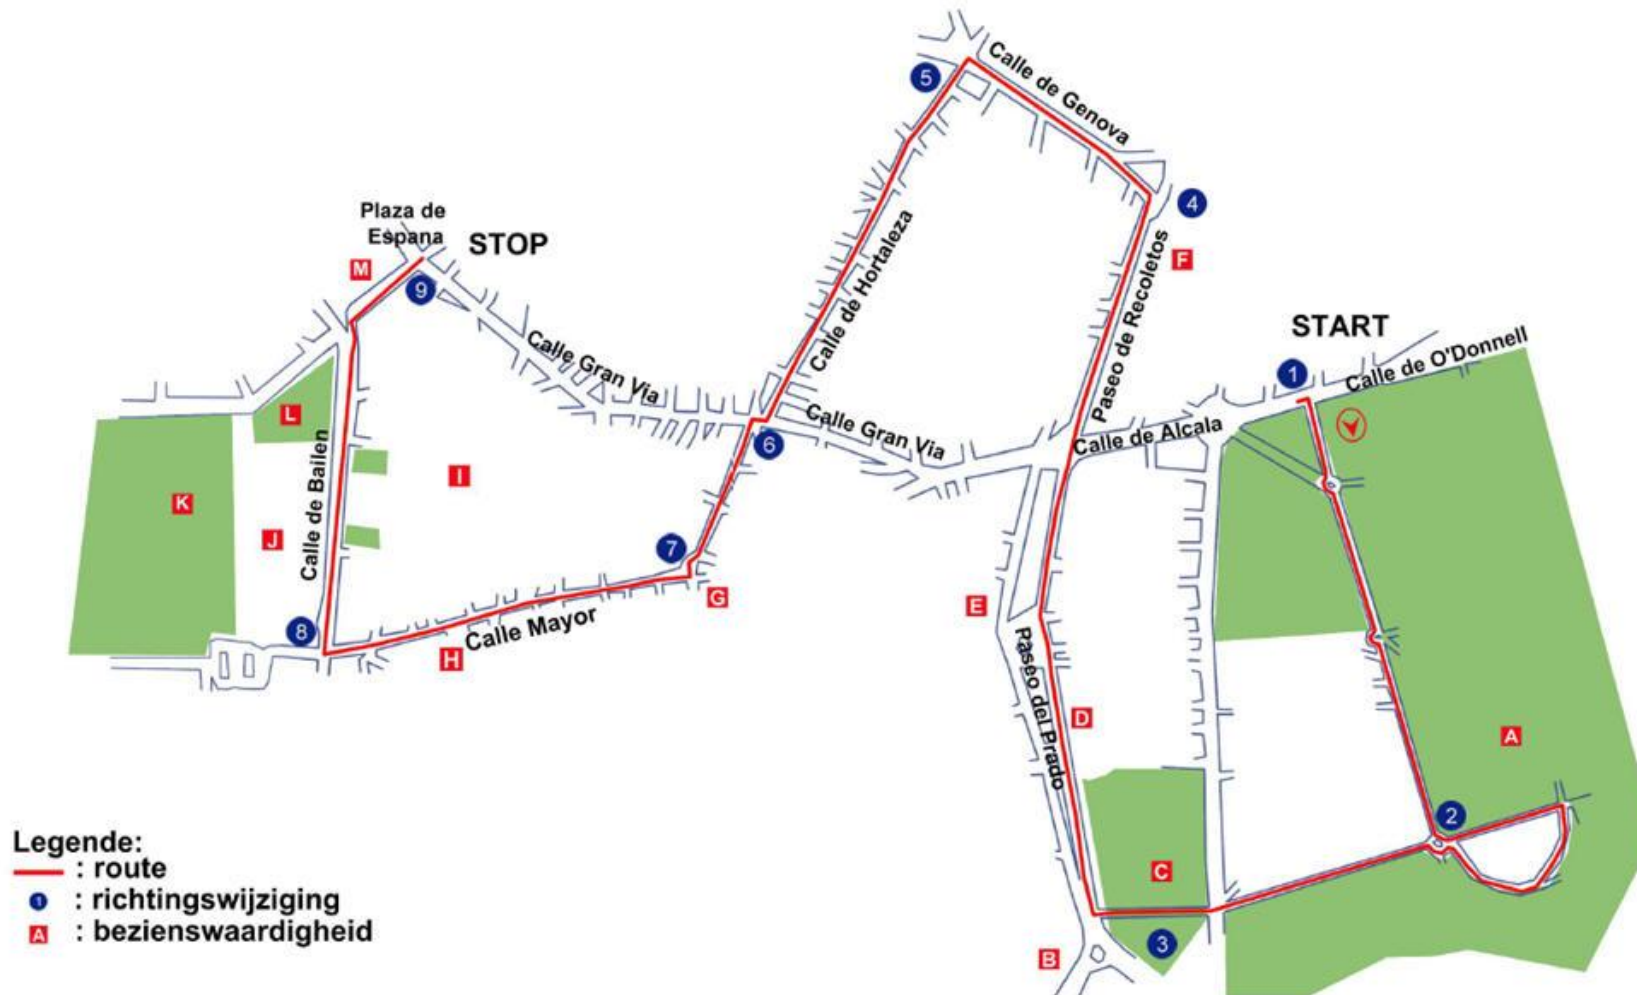 Calle de Genova
5
4
Plaza de
Espana
STOP
M
9
F
Calle de Hortaleza
Paseo de Recoletos
START
1
Calle de O'Donnell
Calle Gran Via
Calle Gran Via
Calle de Alcala
L
6
K
I
J
Calle de Bailen
7
G
E
8
Calle Mayor
H
Paseo del Prado
D
A
2
C
3
B
Legende:
: route
1 : richtingswijziging
A : bezienswaardigheid